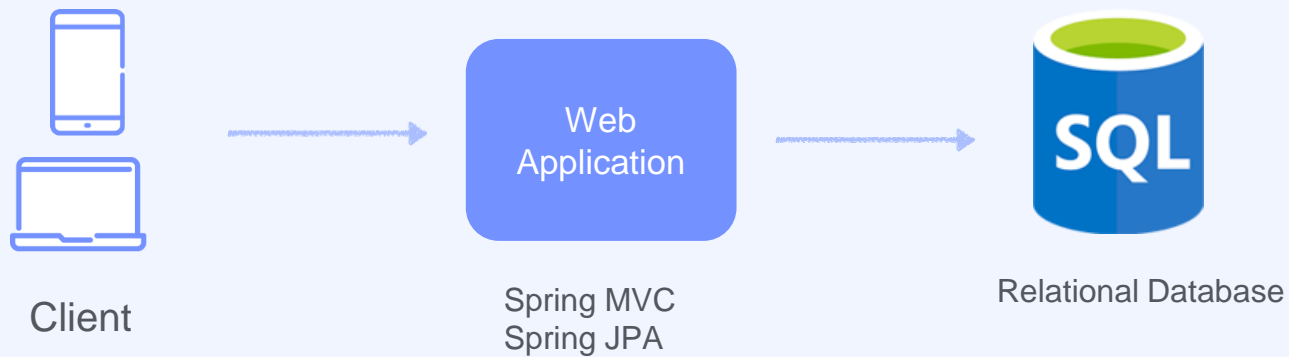 Client
Web
Application
Spring MVC
Spring JPA
SQL
Relational Database